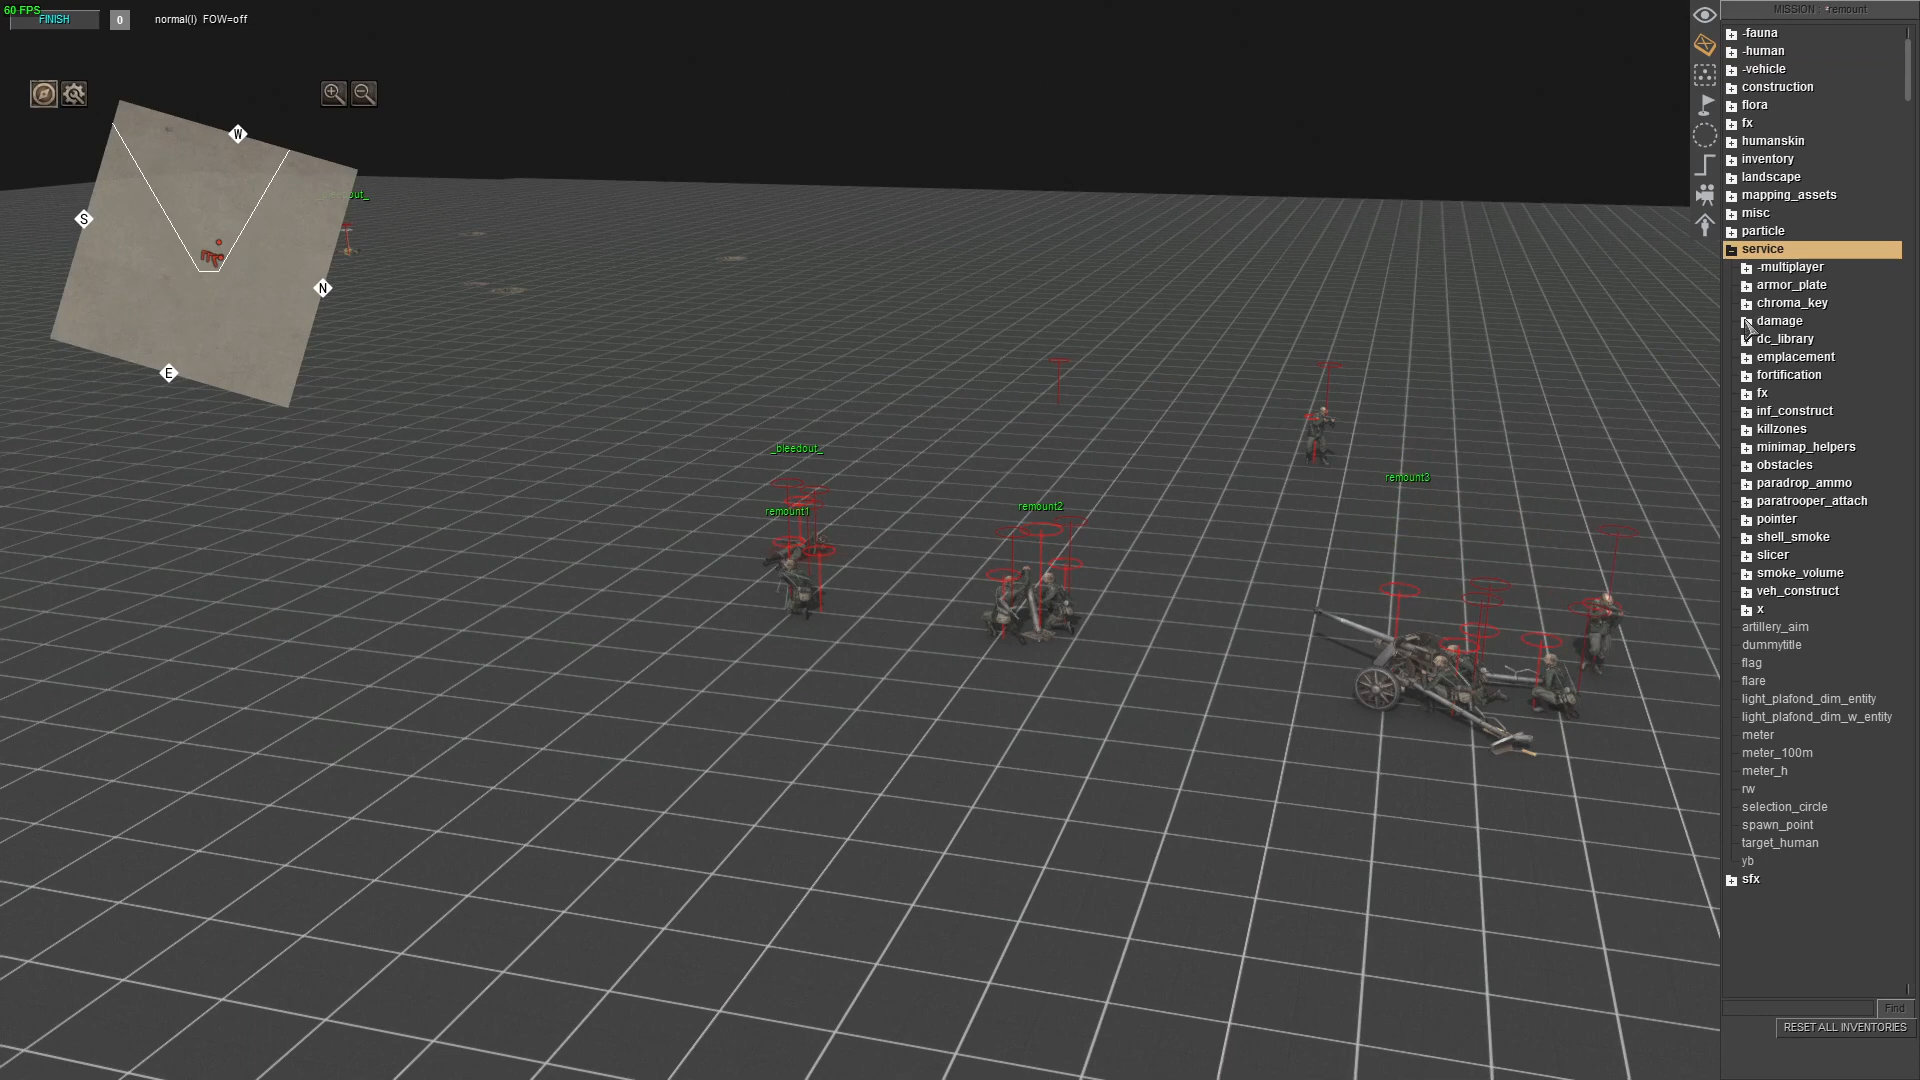 60 FPS
FINISH
0
normal(l) FOW=off
MISSION : *remount
-fauna
-human
-vehicle
construction
flora
fx
humanskin
inventory
landscape
mapping_assets
misc
particle
service
-multiplayer
armor_plate
chroma_key
damage
dc_library
emplacement
fortification
fx
inf_construct
killzones
minimap_helpers
obstacles
paradrop_ammo
paratrooper_attach
pointer
shell_smoke
slicer
smoke_volume
veh_construct
x
artillery_aim
dummytitle
flag
flare
light_plafond_dim_entity
light_plafond_dim_w_entity
meter
meter_100m
meter_h
rw
selection_circle
spawn_point
target_human
yb
sfx
Find
RESET ALL INVENTORIES
W
S
N
E
_bleedout_
remount1
remount2
remount3